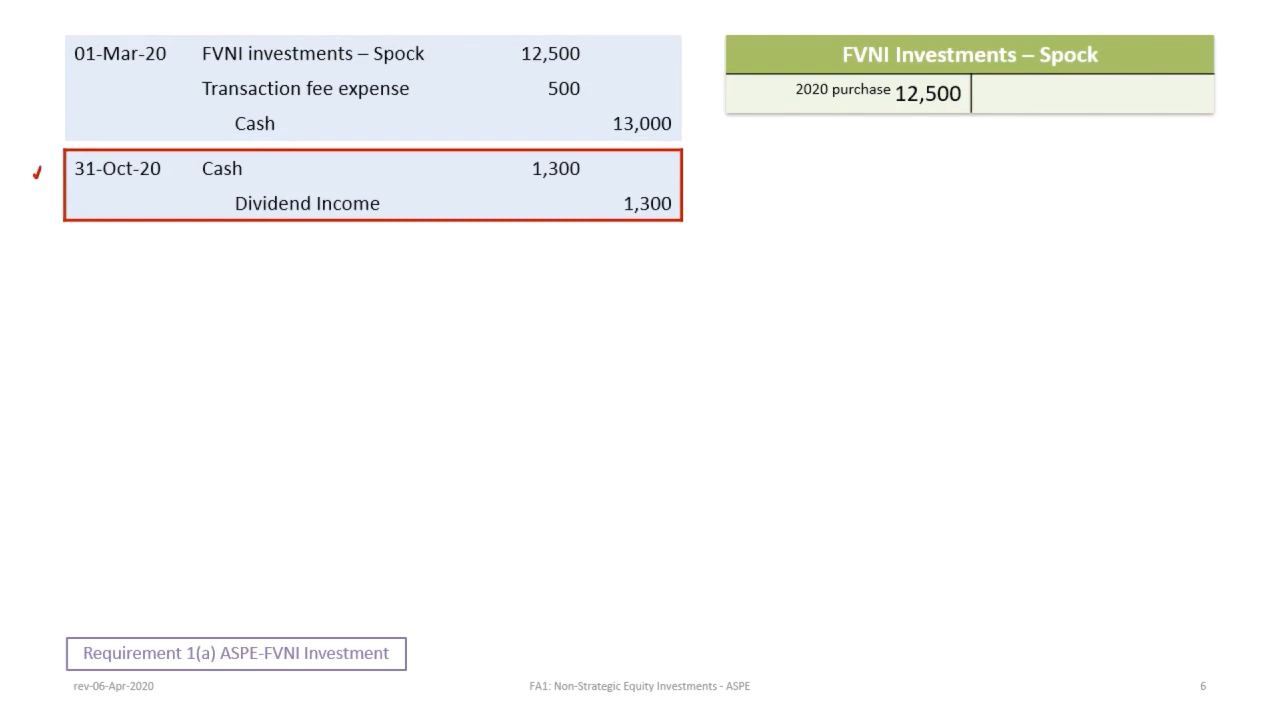 01-Mar-20 FVNI investments – Spock 12,500
Transaction fee expense 500
Cash 13,000
31-Oct-20 Cash 1,300
Dividend Income 1,300
FVNI Investments – Spock
2020 purchase 12,500
Requirement 1(a) ASPE-FVNI Investment
rev-06-Apr-2020 FA1: Non-Strategic Equity Investments - ASPE 6